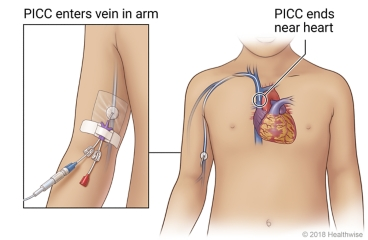 PICC enters vein in arm
PICC ends
near heart
© 2018 Healthwise